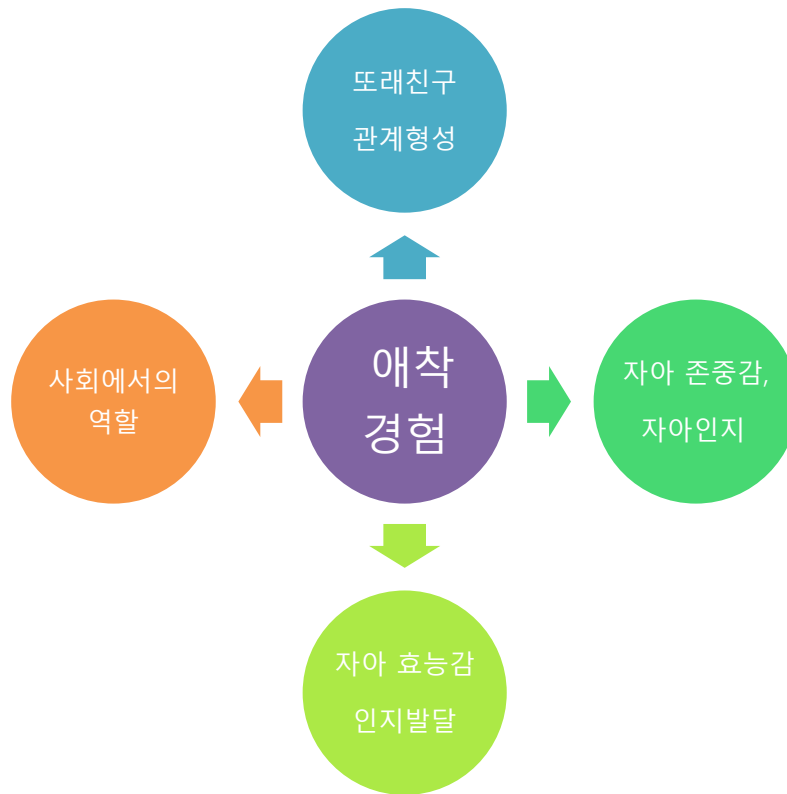 또래친구
관계형성
사회에서의
역할
애착
경험
자아 존중감,
자아인지
자아 효능감
인지발달